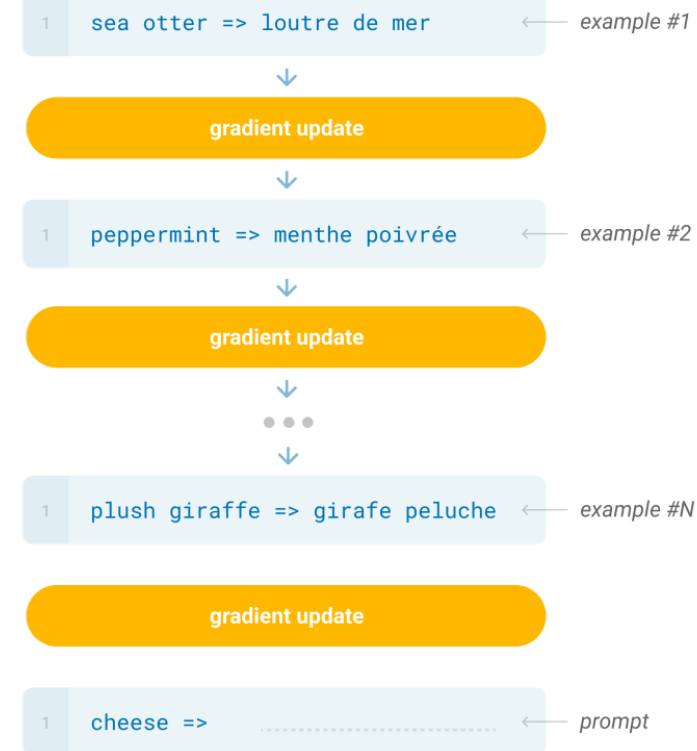 1 sea otter => loutre de mer example #1
gradient update
1 peppermint => menthe poivrée example #2
gradient update
1 plush giraffe => girafe peluche example #N
gradient update
1 cheese => prompt